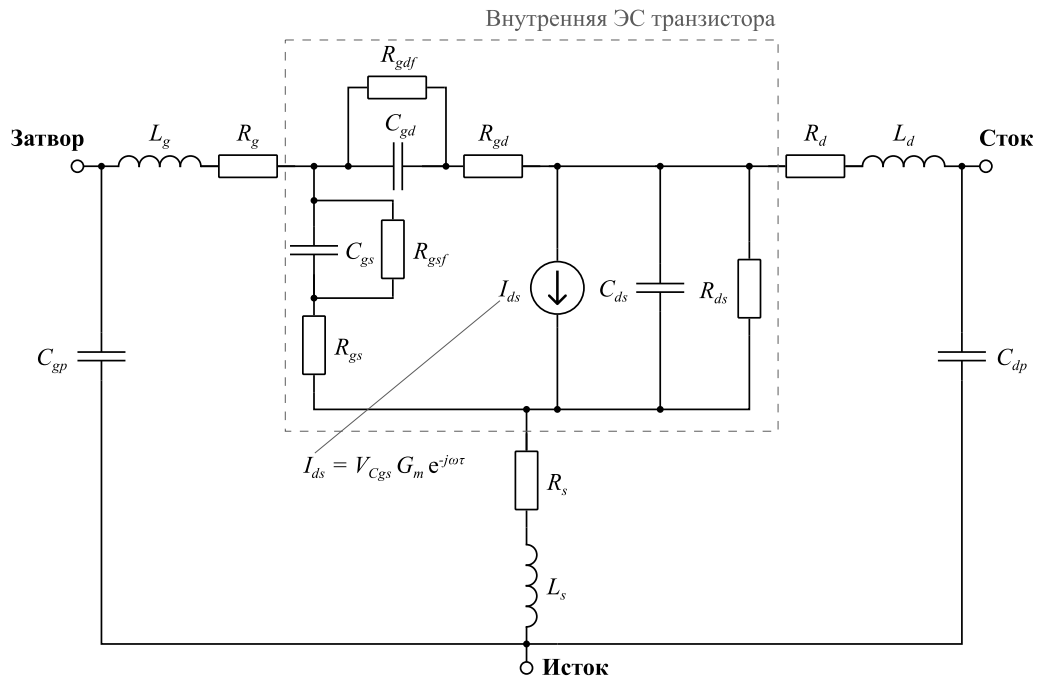 Внутренняя ЭС транзистора
R_gdf
Затвор
L_g
R_g
C_gd
R_gd
R_d
L_d
Сток
C_gs
R_gsf
I_ds
C_ds
R_ds
C_gp
R_gs
C_dp
I_ds = V_Cgs G_m e^-jωτ
R_s
L_s
Исток